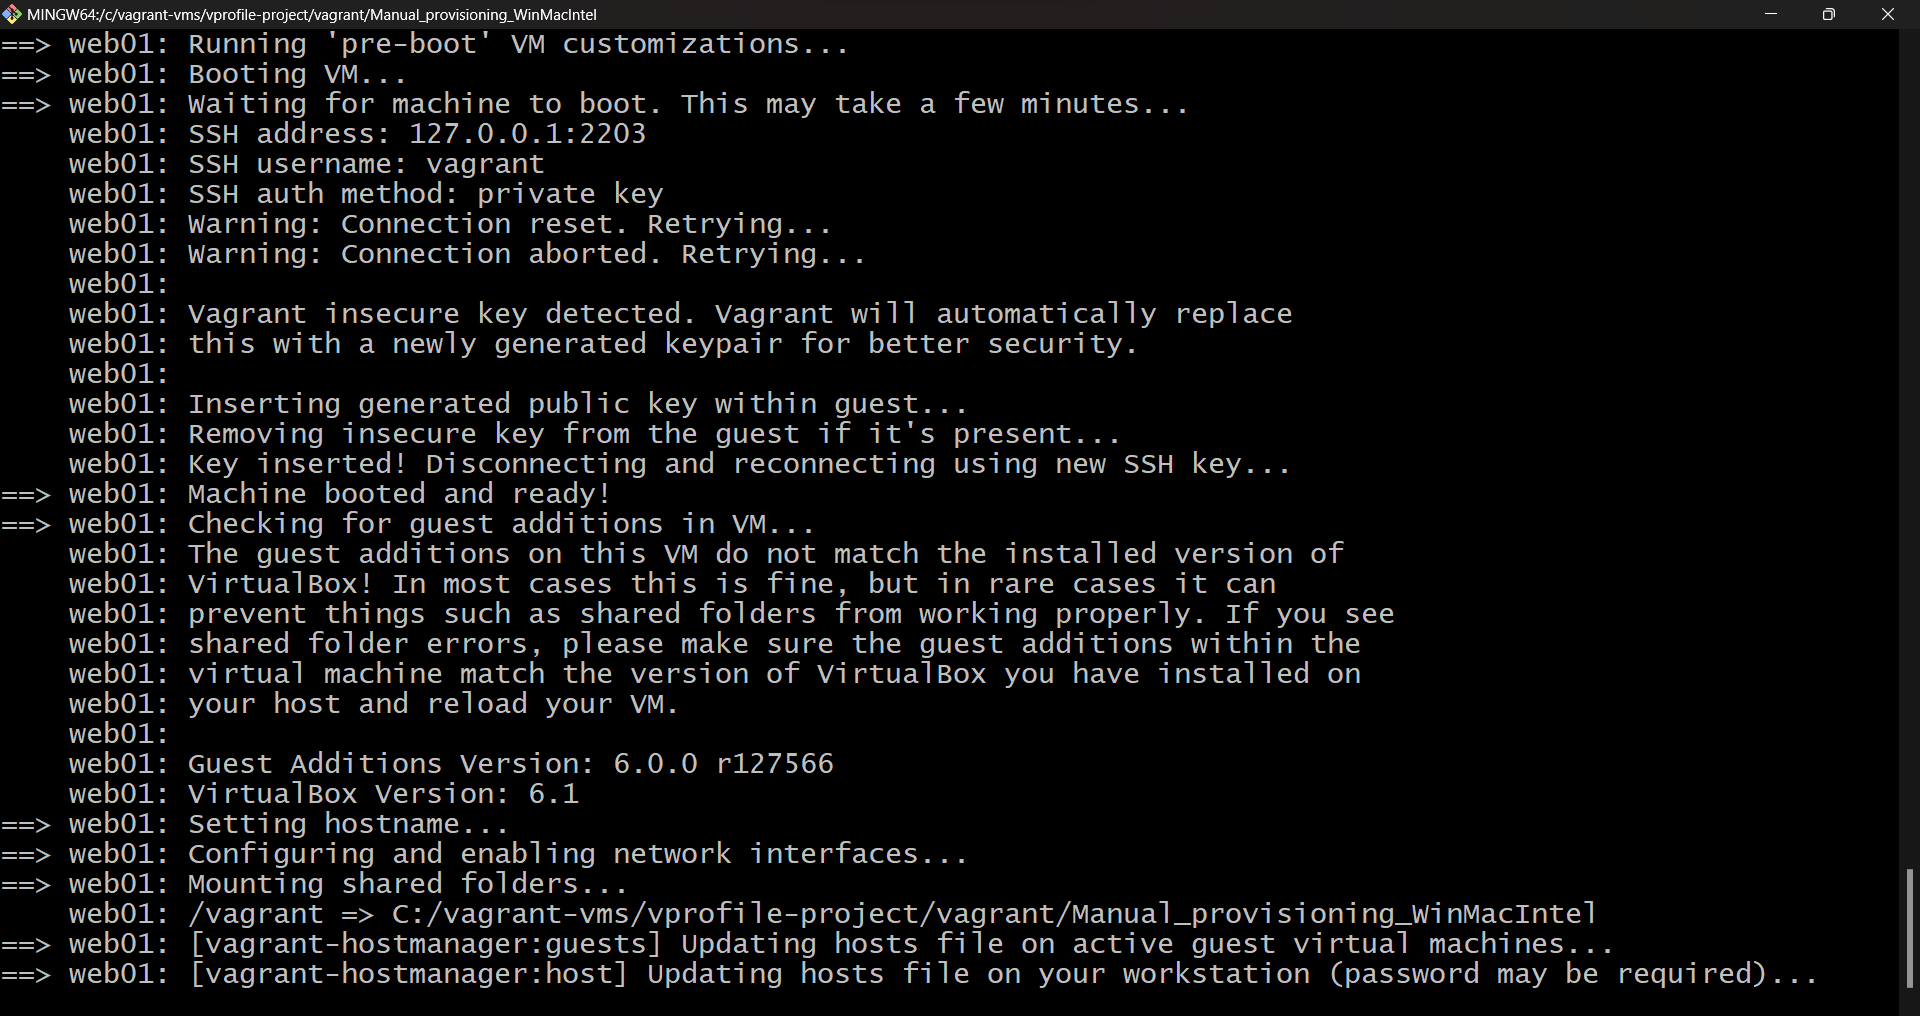 MINGW64:/c/vagrant-vms/vprofile-project/vagrant/Manual_provisioning_WinMacIntel
==> web01: Running 'pre-boot' VM customizations...
==> web01: Booting VM...
==> web01: Waiting for machine to boot. This may take a few minutes...
    web01: SSH address: 127.0.0.1:2203
    web01: SSH username: vagrant
    web01: SSH auth method: private key
    web01: Warning: Connection reset. Retrying...
    web01: Warning: Connection aborted. Retrying...
    web01:
    web01: Vagrant insecure key detected. Vagrant will automatically replace
    web01: this with a newly generated keypair for better security.
    web01:
    web01: Inserting generated public key within guest...
    web01: Removing insecure key from the guest if it's present...
    web01: Key inserted! Disconnecting and reconnecting using new SSH key...
==> web01: Machine booted and ready!
==> web01: Checking for guest additions in VM...
    web01: The guest additions on this VM do not match the installed version of
    web01: VirtualBox! In most cases this is fine, but in rare cases it can
    web01: prevent things such as shared folders from working properly. If you see
    web01: shared folder errors, please make sure the guest additions within the
    web01: virtual machine match the version of VirtualBox you have installed on
    web01: your host and reload your VM.
    web01:
    web01: Guest Additions Version: 6.0.0 r127566
    web01: VirtualBox Version: 6.1
==> web01: Setting hostname...
==> web01: Configuring and enabling network interfaces...
==> web01: Mounting shared folders...
    web01: /vagrant => C:/vagrant-vms/vprofile-project/vagrant/Manual_provisioning_WinMacIntel
==> web01: [vagrant-hostmanager:guests] Updating hosts file on active guest virtual machines...
==> web01: [vagrant-hostmanager:host] Updating hosts file on your workstation (password may be required)...